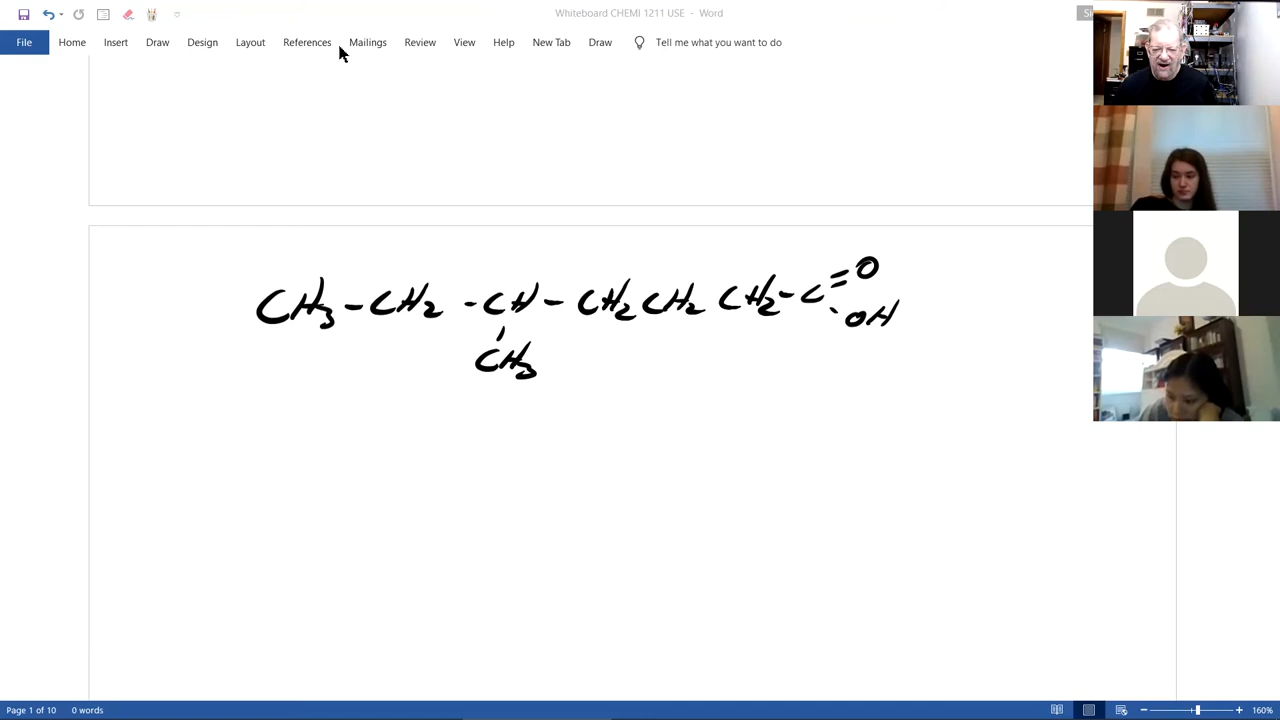 Whiteboard CHEMI 1211 USE - Word
File Home Insert Draw Design Layout References Mailings Review View Help New Tab Draw Tell me what you want to do
O
CH3-CH2-CH-CH2CH2CH2-C=
OH
CH3
Page 1 of 10 0 words 160%